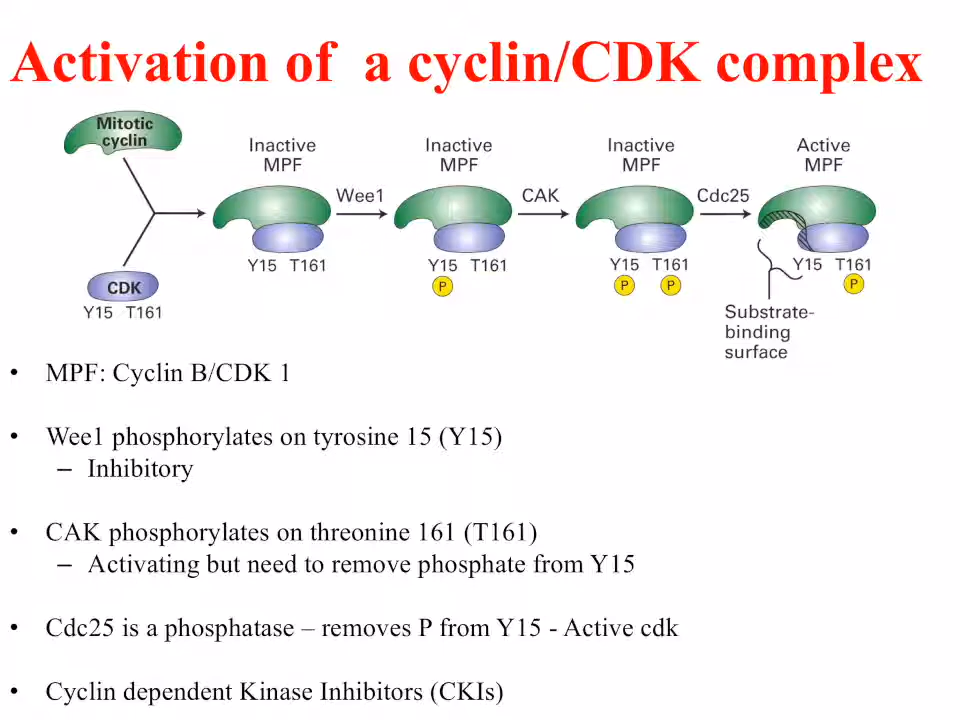 Activation of a cyclin/CDK complex
Mitotic
cyclin
CDK
Y15 T161
Inactive
MPF
Y15 T161
Wee1
Inactive
MPF
Y15 T161
P
CAK
Inactive
MPF
Y15 T161
P P
Cdc25
Active
MPF
Y15 T161
P
Substrate-
binding
surface
• MPF: Cyclin B/CDK 1
• Wee1 phosphorylates on tyrosine 15 (Y15)
– Inhibitory
• CAK phosphorylates on threonine 161 (T161)
– Activating but need to remove phosphate from Y15
• Cdc25 is a phosphatase – removes P from Y15 - Active cdk
• Cyclin dependent Kinase Inhibitors (CKIs)